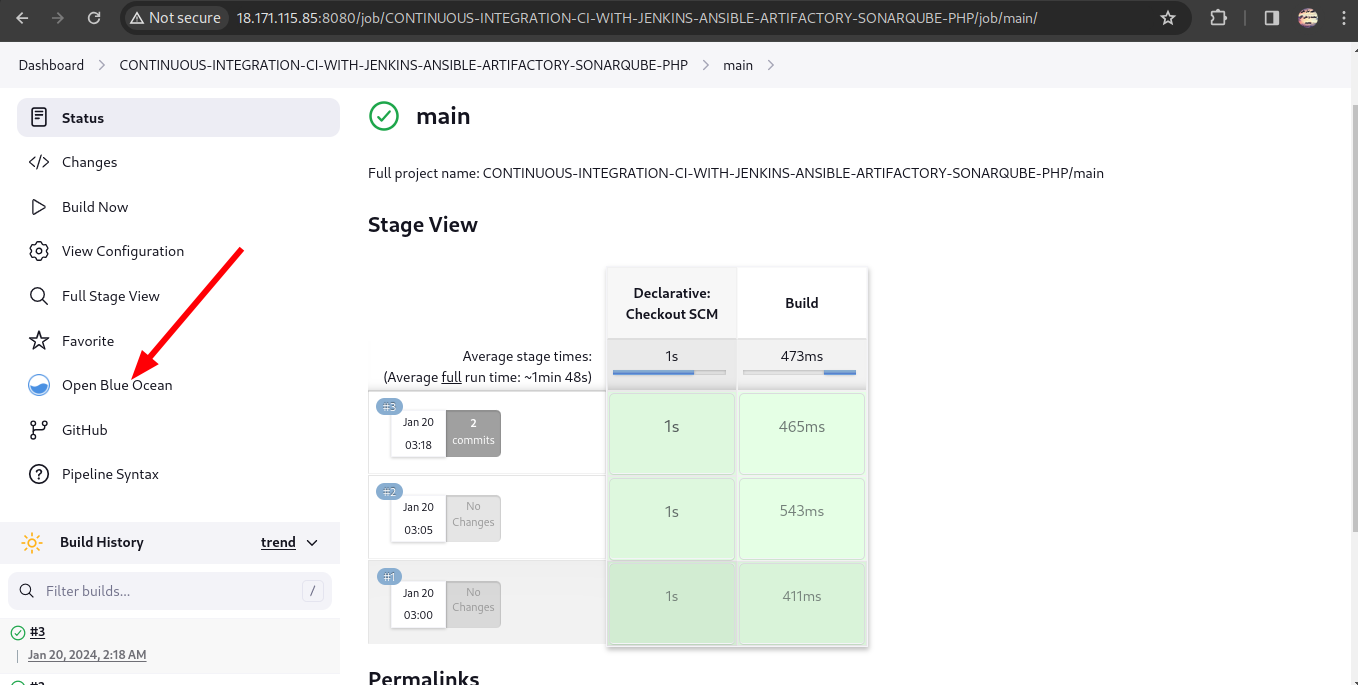 Not secure
18.171.115.85:8080/job/CONTINUOUS-INTEGRATION-CI-WITH-JENKINS-ANSIBLE-ARTIFACTORY-SONARQUBE-PHP/job/main/
Dashboard CONTINUOUS-INTEGRATION-CI-WITH-JENKINS-ANSIBLE-ARTIFACTORY-SONARQUBE-PHP main
Status
Changes
Build Now
View Configuration
Full Stage View
Favorite
Open Blue Ocean
GitHub
Pipeline Syntax
Build History trend
Filter builds... /
#3
Jan 20, 2024, 2:18 AM
main
Full project name: CONTINUOUS-INTEGRATION-CI-WITH-JENKINS-ANSIBLE-ARTIFACTORY-SONARQUBE-PHP/main
Stage View
Declarative:
Checkout SCM
Build
Average stage times:
(Average full run time: ~1min 48s)
1s
473ms
#3
Jan 20
03:18
2
commits
1s
465ms
#2
Jan 20
03:05
No
Changes
1s
543ms
#1
Jan 20
03:00
No
Changes
1s
411ms
Permalinks